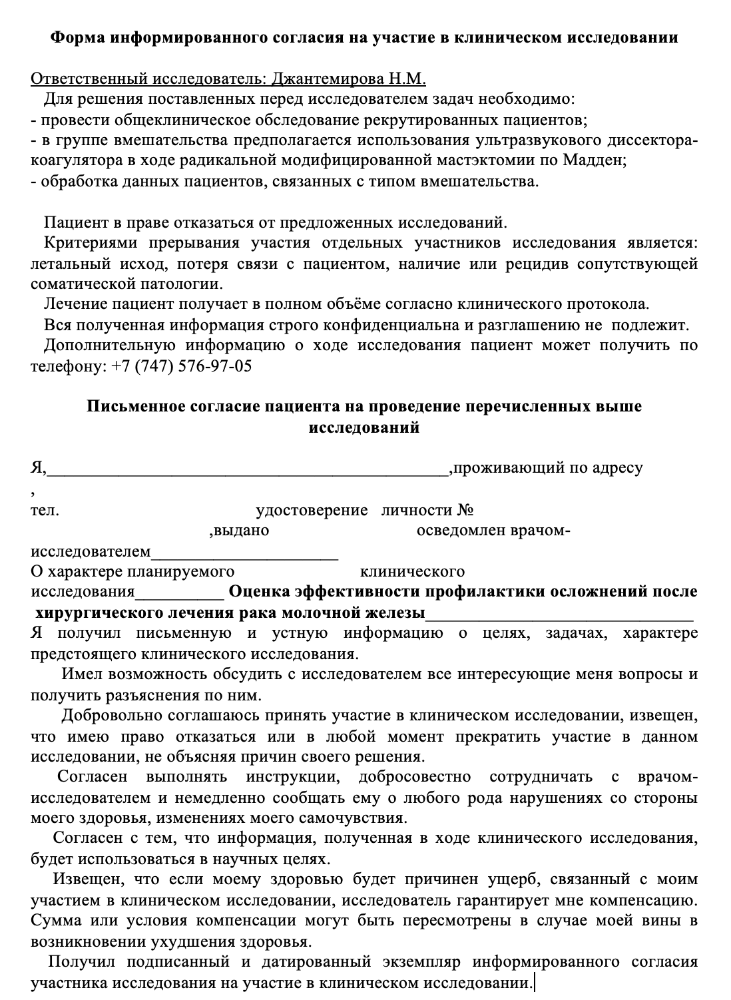 Форма информированного согласия на участие в клиническом исследовании
Ответственный исследователь: Джантемирова Н.М.
Для решения поставленных перед исследователем задач необходимо:
- провести общеклиническое обследование рекрутированных пациентов;
- в группе вмешательства предполагается использования ультразвукового диссектора-
коагулятора в ходе радикальной модифицированной мастэктомии по Мадден;
- обработка данных пациентов, связанных с типом вмешательства.
Пациент в праве отказаться от предложенных исследований.
Критериями прерывания участия отдельных участников исследования является:
летальный исход, потеря связи с пациентом, наличие или рецидив сопутствующей
соматической патологии.
Лечение пациент получает в полном объёме согласно клинического протокола.
Вся полученная информация строго конфиденциальна и разглашению не подлежит.
Дополнительную информацию о ходе исследования пациент может получить по
телефону: +7 (747) 576-97-05
Письменное согласие пациента на проведение перечисленных выше
исследований
Я,_____________________________________________,проживающий по адресу
,
тел. удостоверение личности №
,выдано осведомлен врачом-
исследователем_____________________
О характере планируемого клинического
исследования__________ Оценка эффективности профилактики осложнений после
хирургического лечения рака молочной железы______________________________
Я получил письменную и устную информацию о целях, задачах, характере
предстоящего клинического исследования.
Имел возможность обсудить с исследователем все интересующие меня вопросы и
получить разъяснения по ним.
Добровольно соглашаюсь принять участие в клиническом исследовании, извещен,
что имею право отказаться или в любой момент прекратить участие в данном
исследовании, не объясняя причин своего решения.
Согласен выполнять инструкции, добросовестно сотрудничать с врачом-
исследователем и немедленно сообщать ему о любого рода нарушениях со стороны
моего здоровья, изменениях моего самочувствия.
Согласен с тем, что информация, полученная в ходе клинического исследования,
будет использоваться в научных целях.
Извещен, что если моему здоровью будет причинен ущерб, связанный с моим
участием в клиническом исследовании, исследователь гарантирует мне компенсацию.
Сумма или условия компенсации могут быть пересмотрены в случае моей вины в
возникновении ухудшения здоровья.
Получил подписанный и датированный экземпляр информированного согласия
участника исследования на участие в клиническом исследовании.